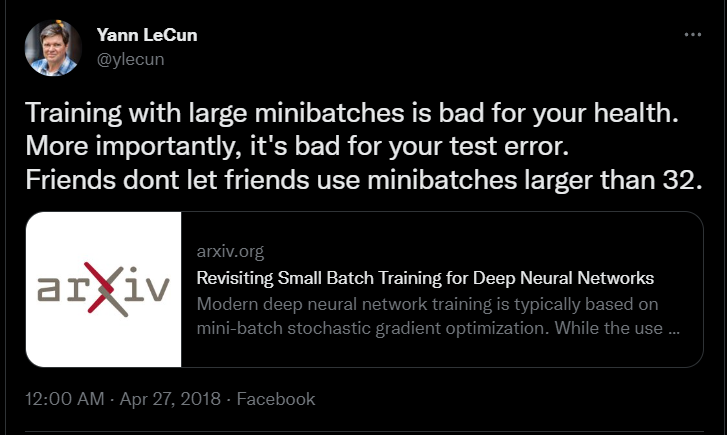 Yann LeCun
@ylecun
Training with large minibatches is bad for your health.
More importantly, it's bad for your test error.
Friends dont let friends use minibatches larger than 32.
arXiv
arxiv.org
Revisiting Small Batch Training for Deep Neural Networks
Modern deep neural network training is typically based on
mini-batch stochastic gradient optimization. While the use ...
12:00 AM · Apr 27, 2018 · Facebook